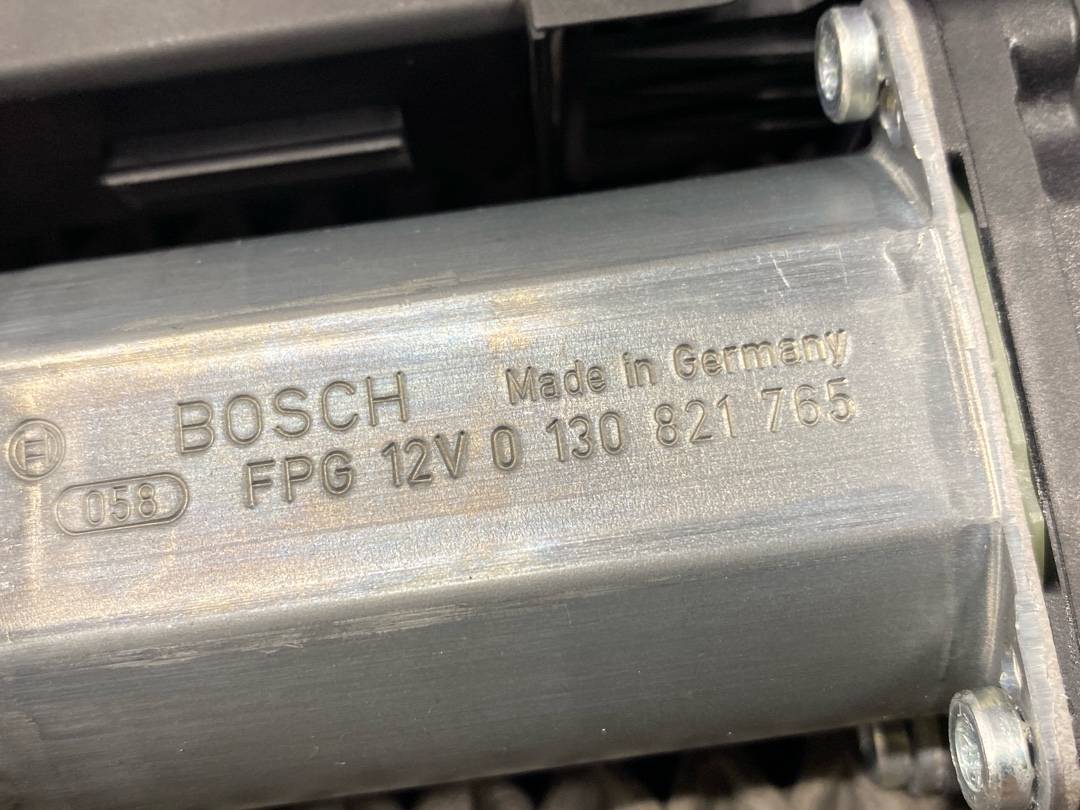 BOSCH
Made in Germany
FPG 12V 0 130 821 765
058